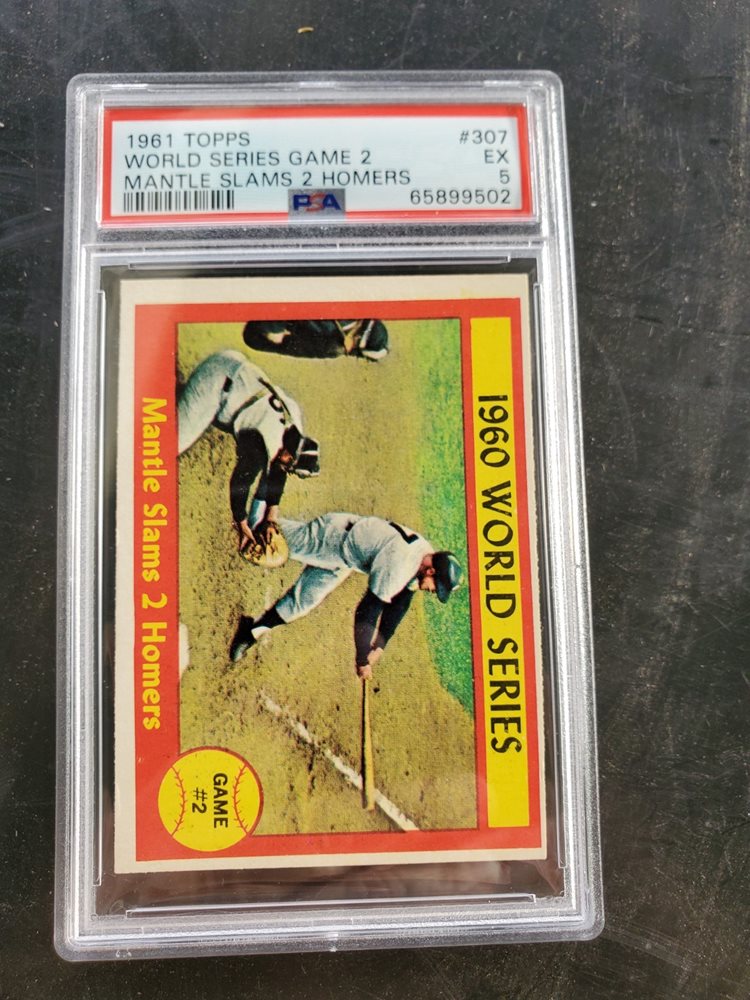 1961 TOPPS #307
WORLD SERIES GAME 2 EX
MANTLE SLAMS 2 HOMERS 5
PSA 65899502
1960 WORLD SERIES
GAME
#2
Mantle Slams 2 Homers